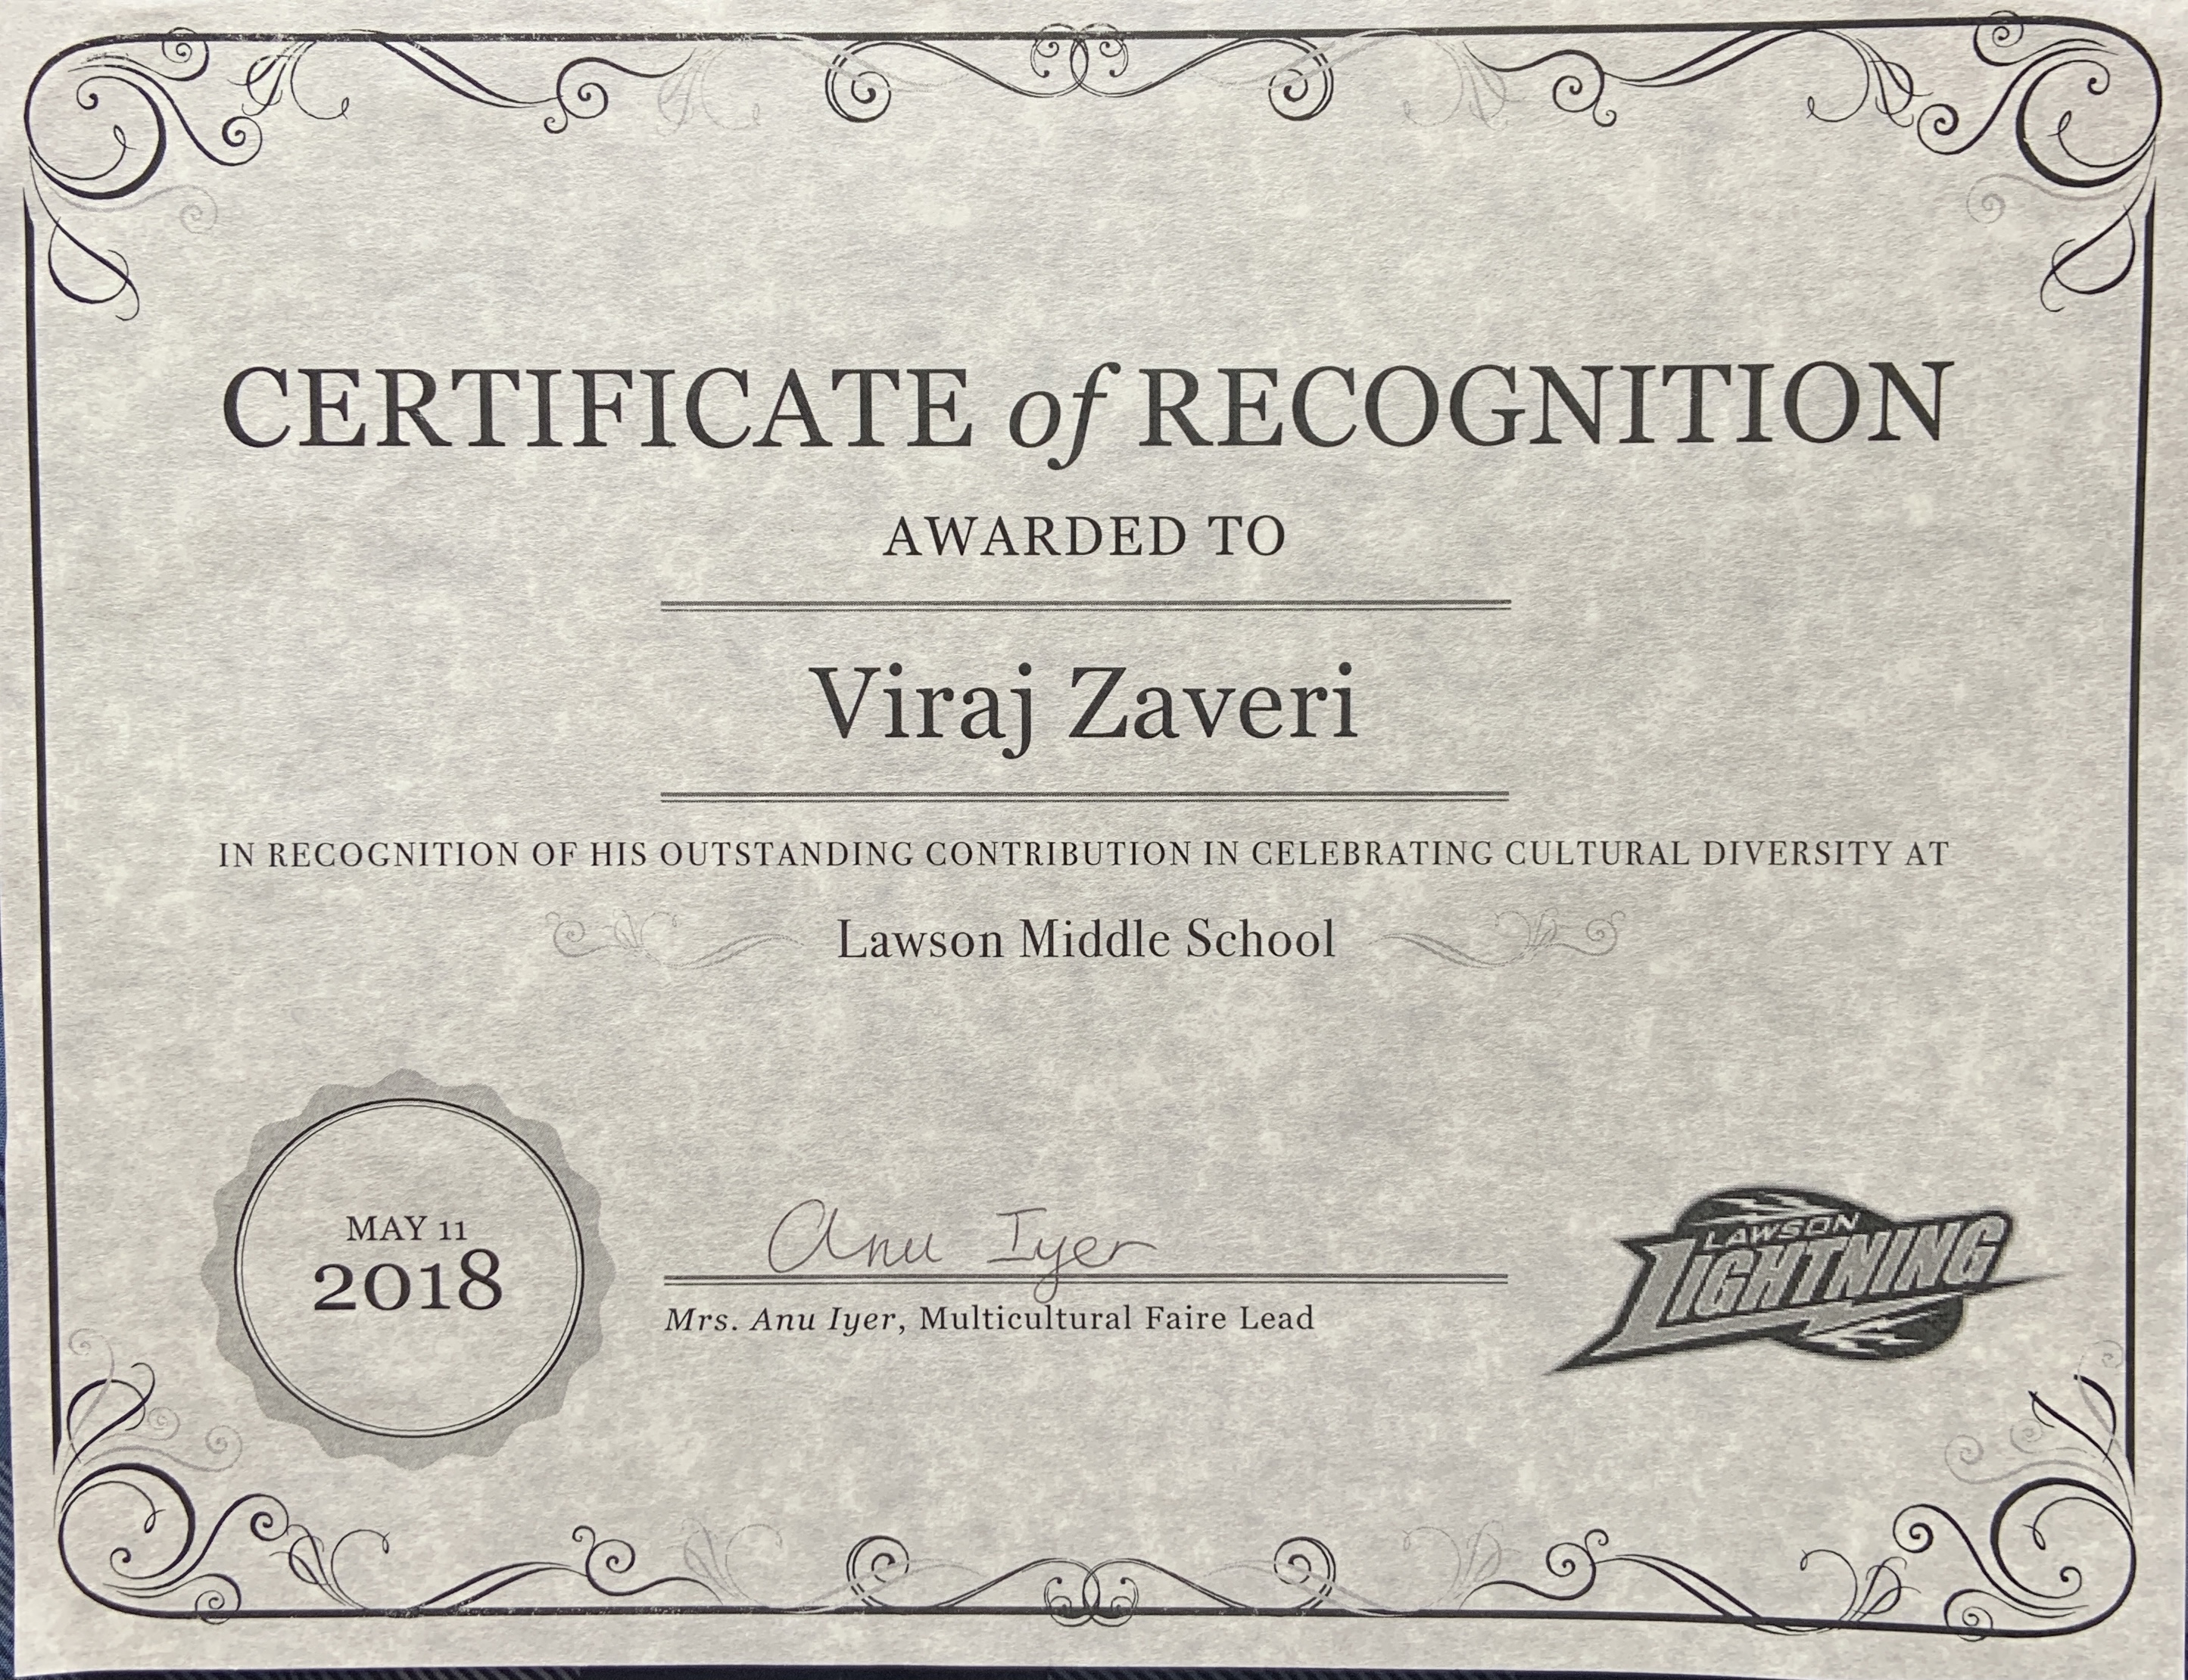 CERTIFICATE of RECOGNITION
AWARDED TO
Viraj Zaveri
IN RECOGNITION OF HIS OUTSTANDING CONTRIBUTION IN CELEBRATING CULTURAL DIVERSITY AT
Lawson Middle School
MAY 11
2018
Anu Iyer
Mrs. Anu Iyer, Multicultural Faire Lead
LAWSON
LIGHTNING